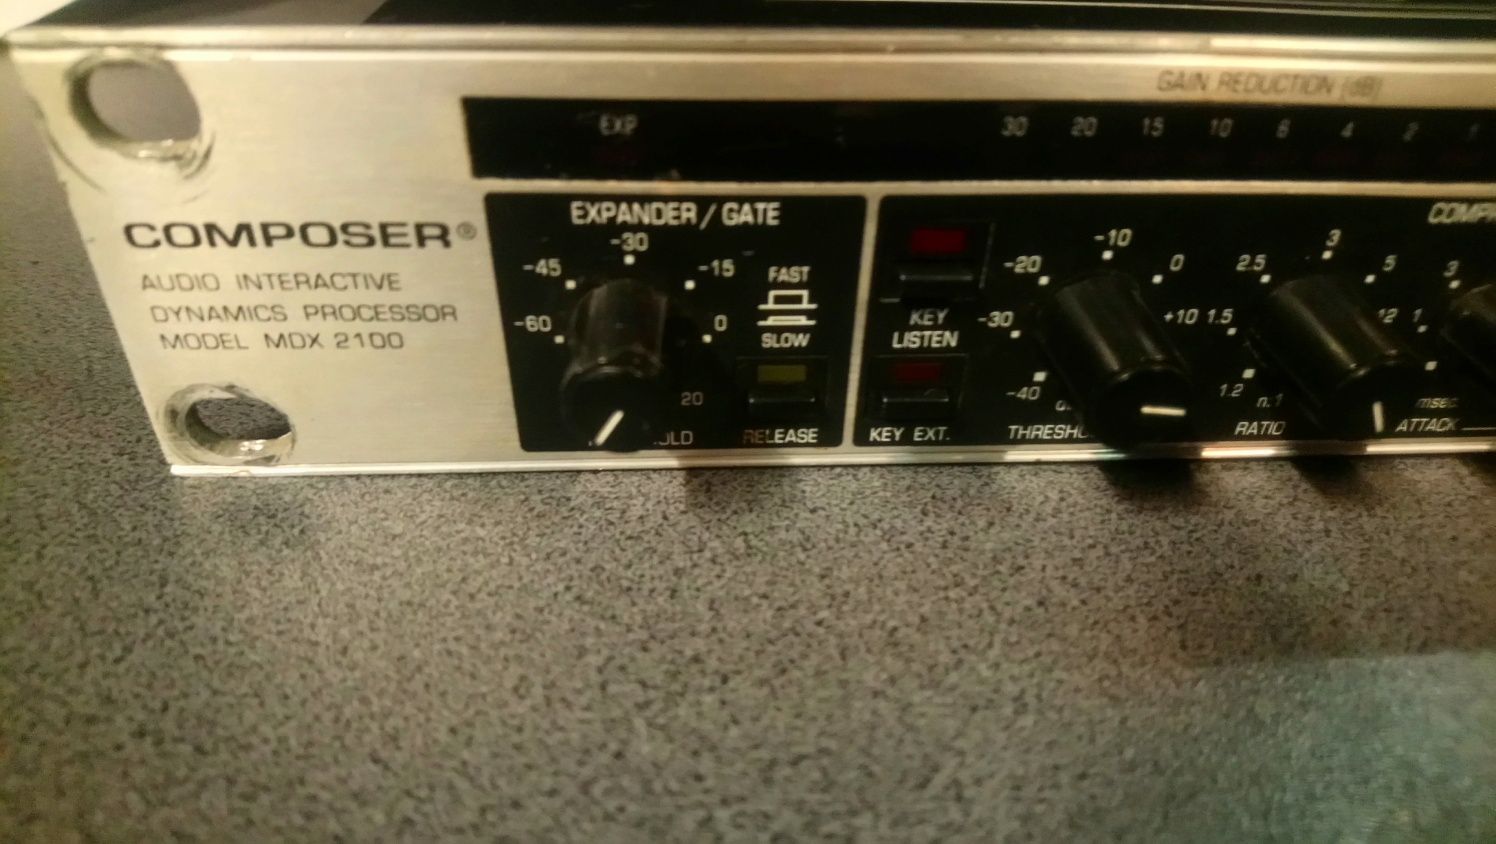 GAIN REDUCTION (dB)
EXP
30 20 15 10 8 4 2 1
COMPOSER®
AUDIO INTERACTIVE
DYNAMICS PROCESSOR
MODEL MDX 2100
EXPANDER / GATE
-60 -45 -30 -15 0 20
FAST
SLOW
RELEASE
KEY
LISTEN
KEY EXT.
-40 -30 -20 -10 0 +10
1.2 1.5 2.5 3 5 12
n:1
RATIO
1 3
msec
ATTACK